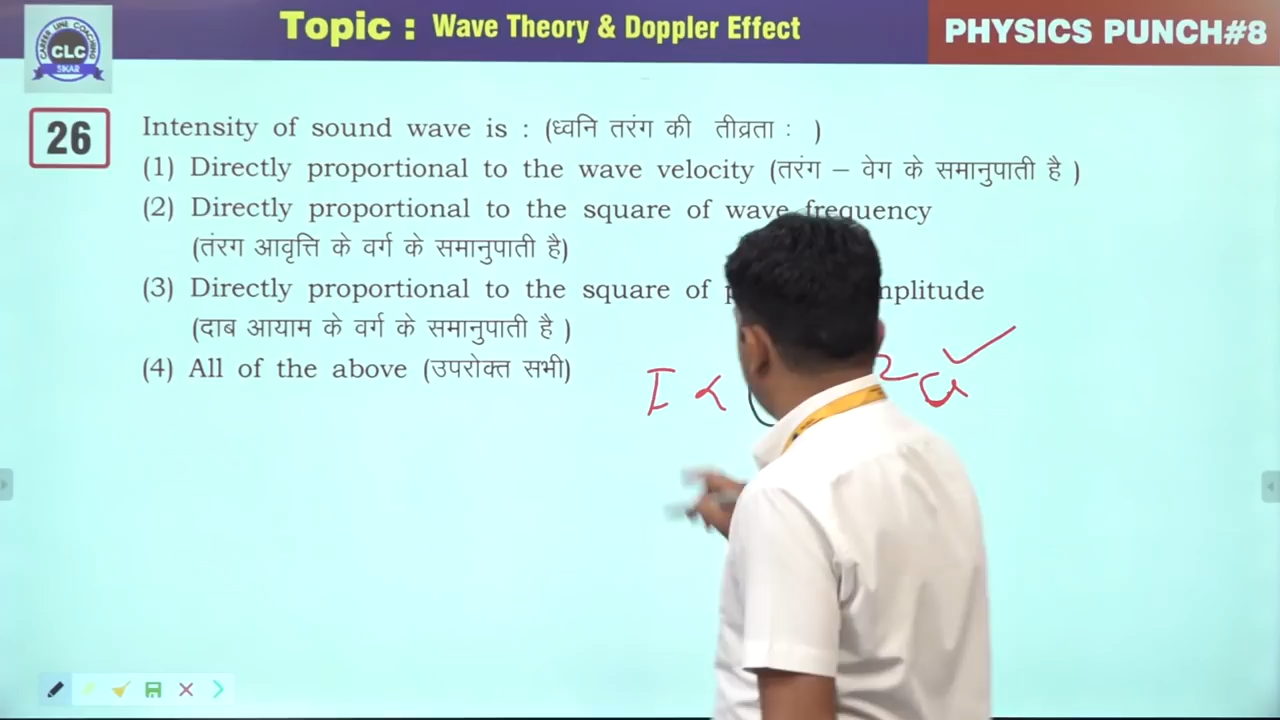 Topic : Wave Theory & Doppler Effect
PHYSICS PUNCH#8
CAREER LINE COACHING
CLC
SIKAR
26
Intensity of sound wave is : (ध्वनि तरंग की तीव्रता : )
(1) Directly proportional to the wave velocity (तरंग – वेग के समानुपाती है )
(2) Directly proportional to the square of wave frequency
(तंरग आवृत्ति के वर्ग के समानुपाती है)
(3) Directly proportional to the square of
(दाब आयाम के वर्ग के समानुपाती है )
(4) All of the above (उपरोक्त सभी)
I ∝